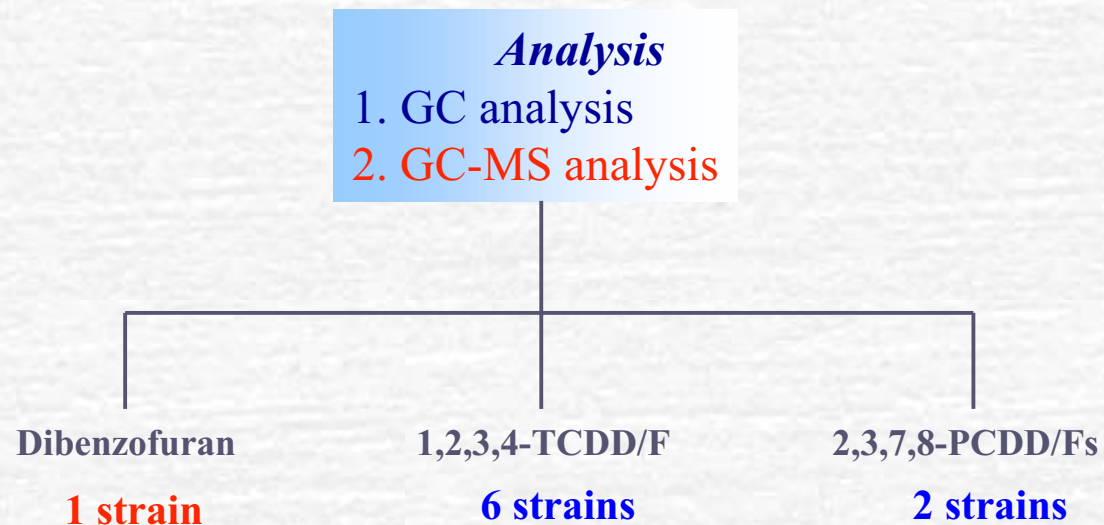 Analysis
1. GC analysis
2. GC-MS analysis
Dibenzofuran
1,2,3,4-TCDD/F
2,3,7,8-PCDD/Fs
1 strain
6 strains
2 strains